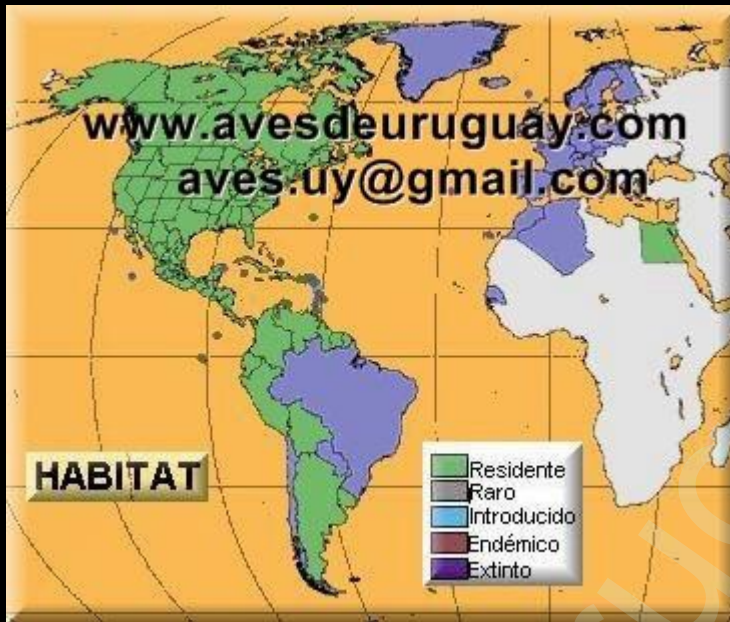 www.avesdeuruguay.com
aves.uy@gmail.com
HABITAT
Residente
Raro
Introducido
Endémico
Extinto